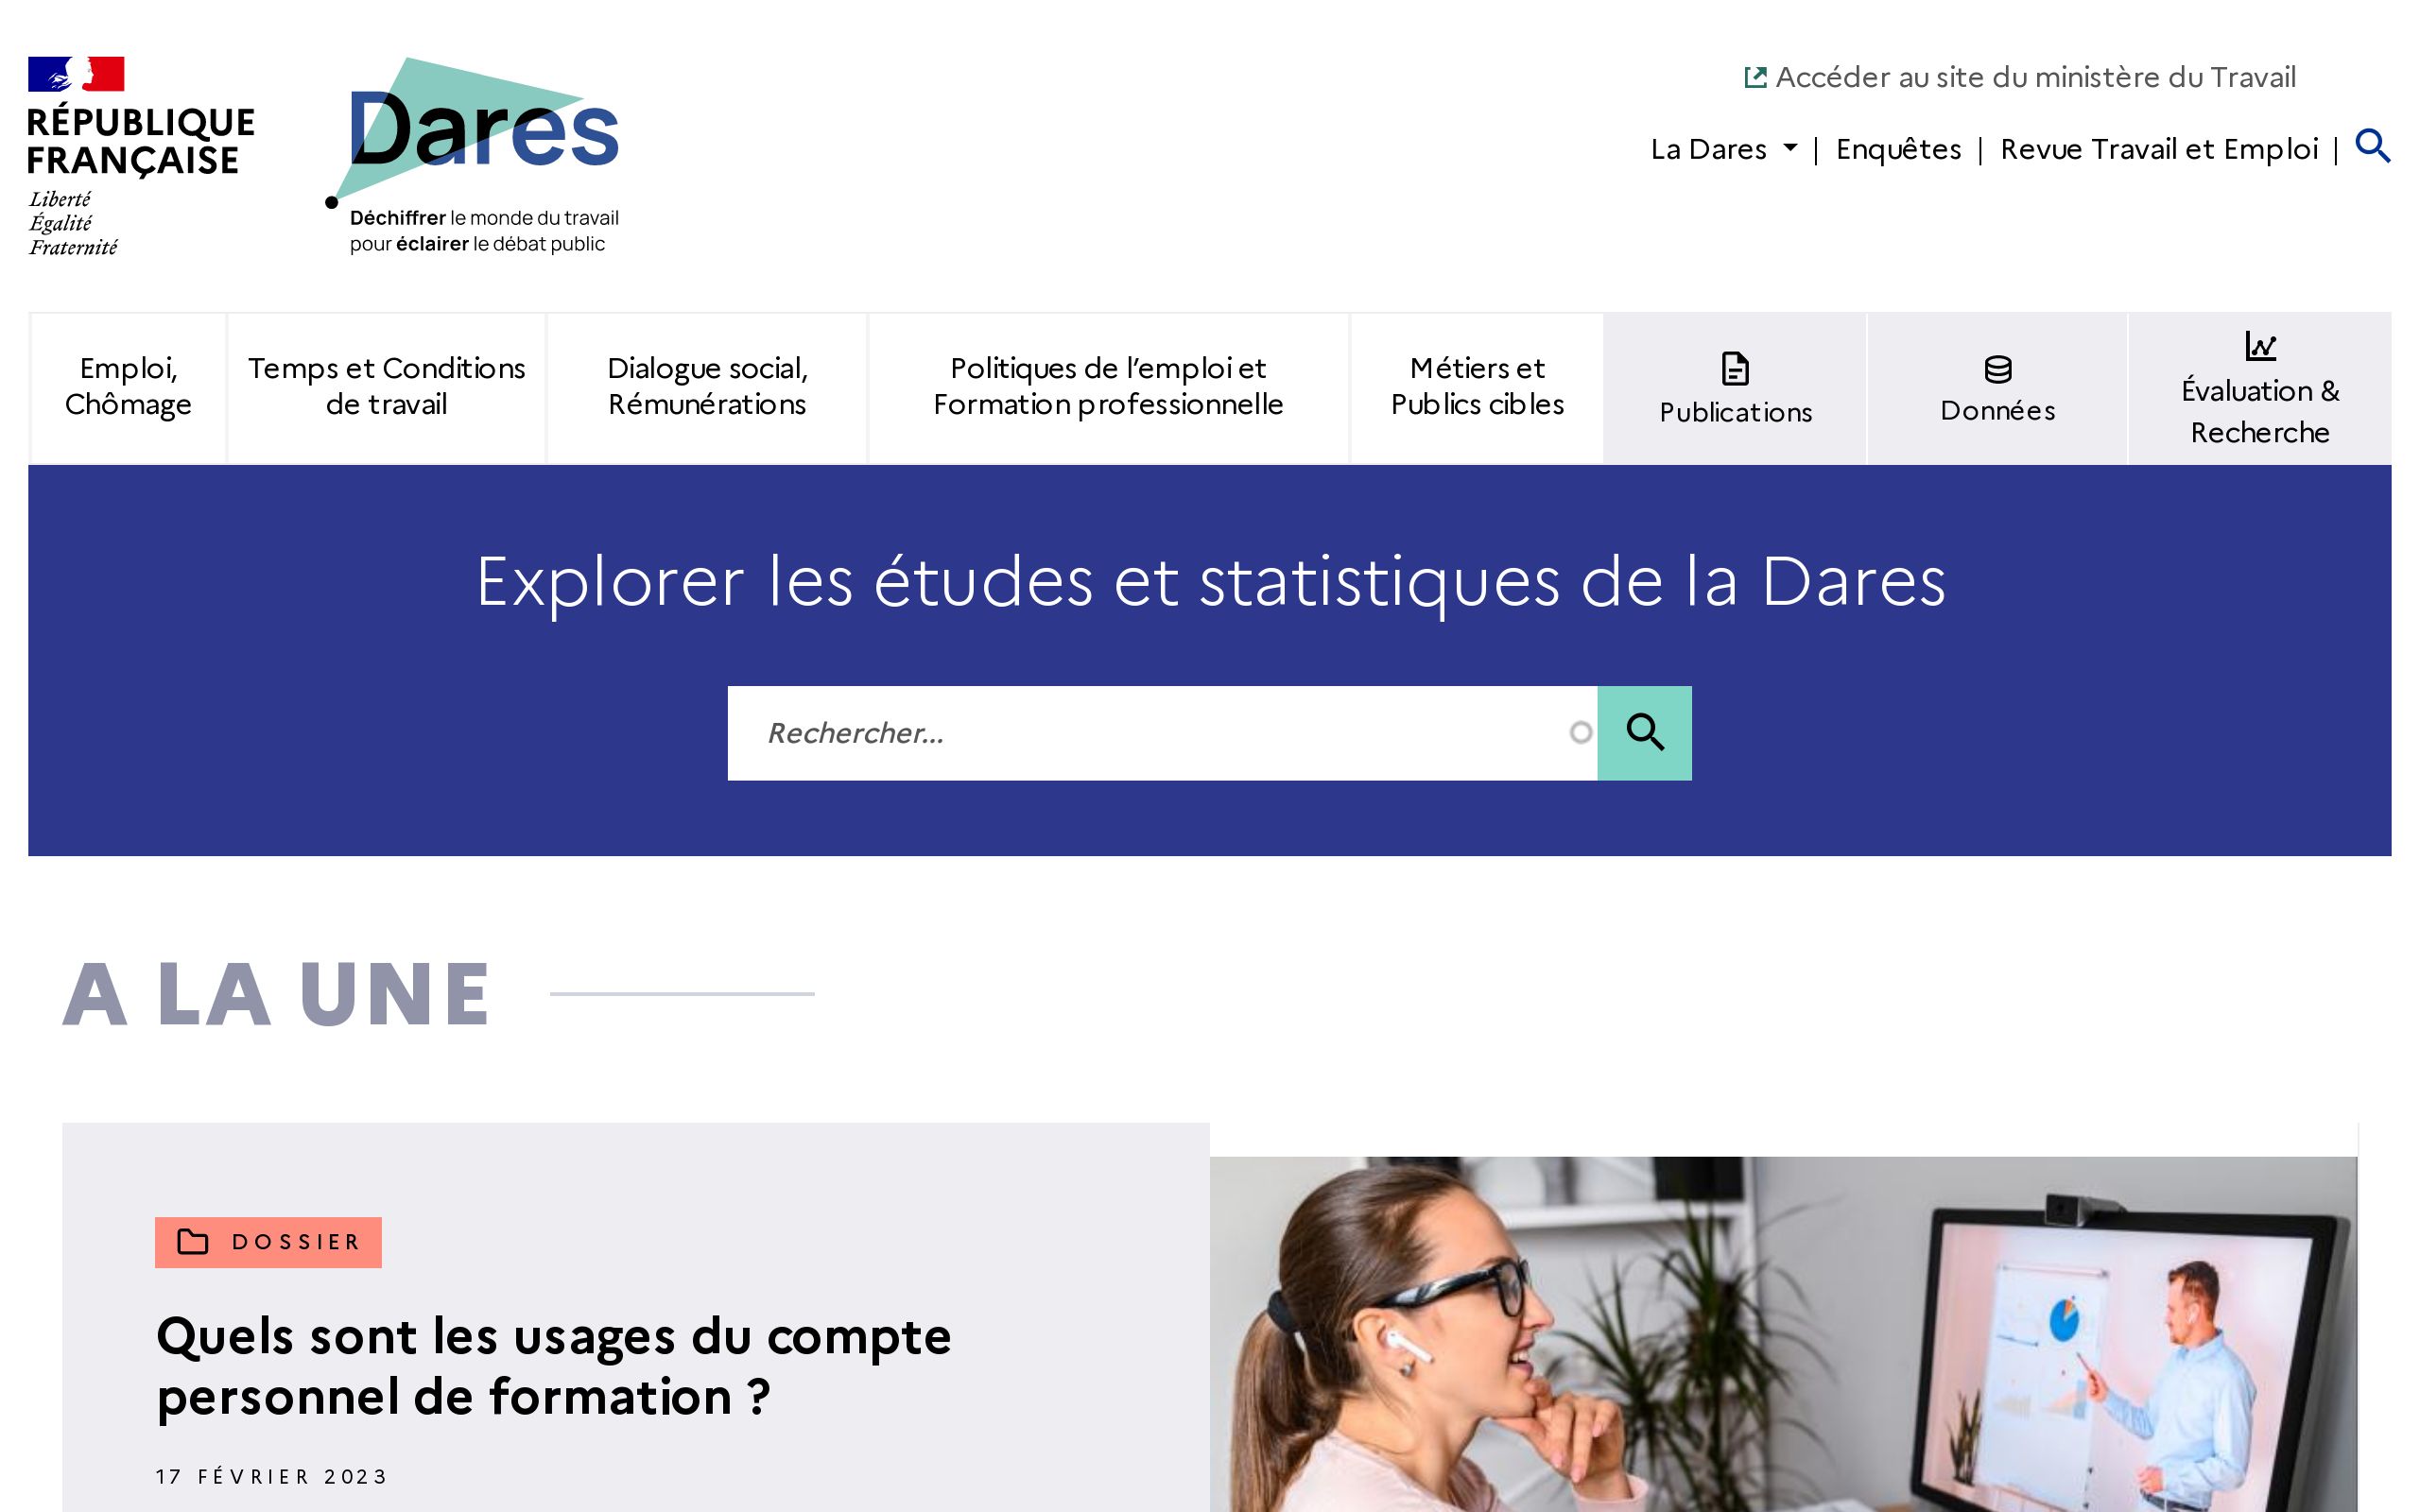 RÉPUBLIQUE
FRANÇAISE
Liberté
Égalité
Fraternité
Dares
Déchiffrer le monde du travail
pour éclairer le débat public
Accéder au site du ministère du Travail
La Dares | Enquêtes | Revue Travail et Emploi |
Emploi,
Chômage
Temps et Conditions
de travail
Dialogue social,
Rémunérations
Politiques de l’emploi et
Formation professionnelle
Métiers et
Publics cibles
Publications
Données
Évaluation &
Recherche
Explorer les études et statistiques de la Dares
Rechercher...
A LA UNE
DOSSIER
Quels sont les usages du compte
personnel de formation ?
17 FÉVRIER 2023